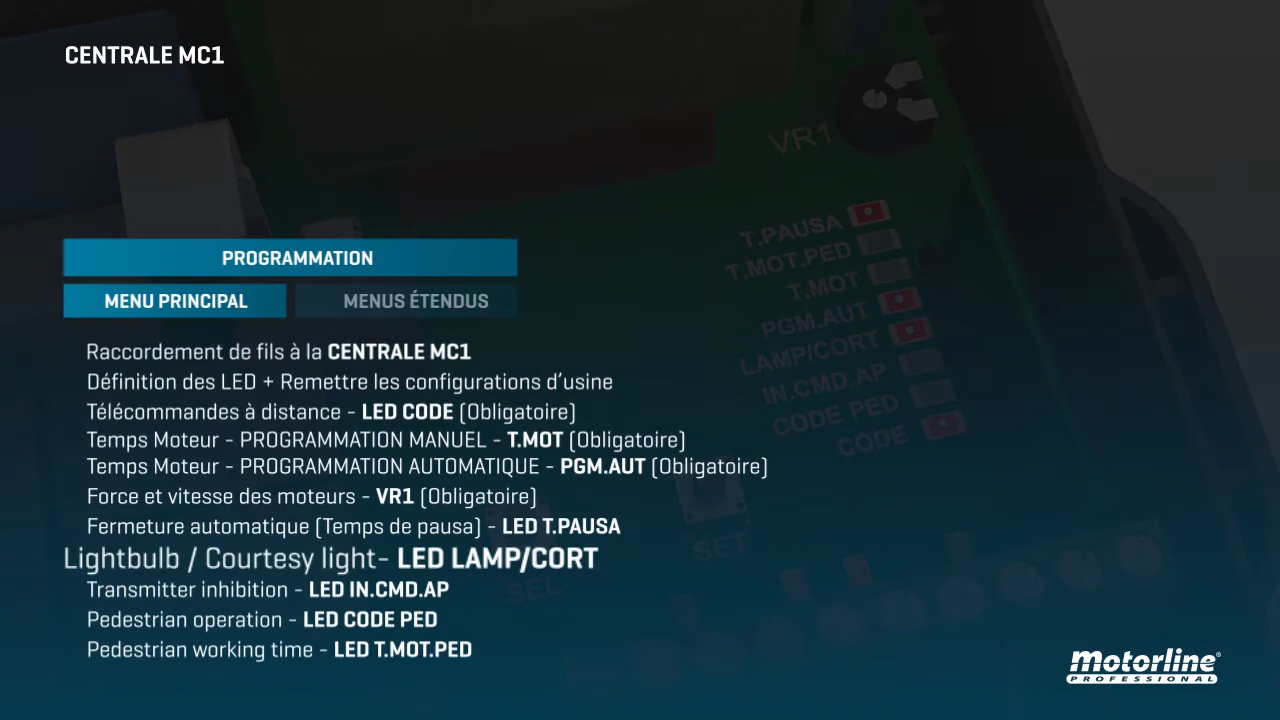 CENTRALE MC1
VR1
T.PAUSA
T.MOT.PED
T.MOT
PGM.AUT
LAMP/CORT
IN.CMD.AP
CODE PED
CODE
PROGRAMMATION
MENU PRINCIPAL
MENUS ÉTENDUS
Raccordement de fils à la CENTRALE MC1
Définition des LED + Remettre les configurations d'usine
Télécommandes à distance - LED CODE (Obligatoire)
Temps Moteur - PROGRAMMATION MANUEL - T.MOT (Obligatoire)
Temps Moteur - PROGRAMMATION AUTOMATIQUE - PGM.AUT (Obligatoire)
Force et vitesse des moteurs - VR1 (Obligatoire)
Fermeture automatique (Temps de pausa) - LED T.PAUSA
Lightbulb / Courtesy light- LED LAMP/CORT
Transmitter inhibition - LED IN.CMD.AP
Pedestrian operation - LED CODE PED
Pedestrian working time - LED T.MOT.PED
SET
SEL
Motorline
PROFESSIONAL